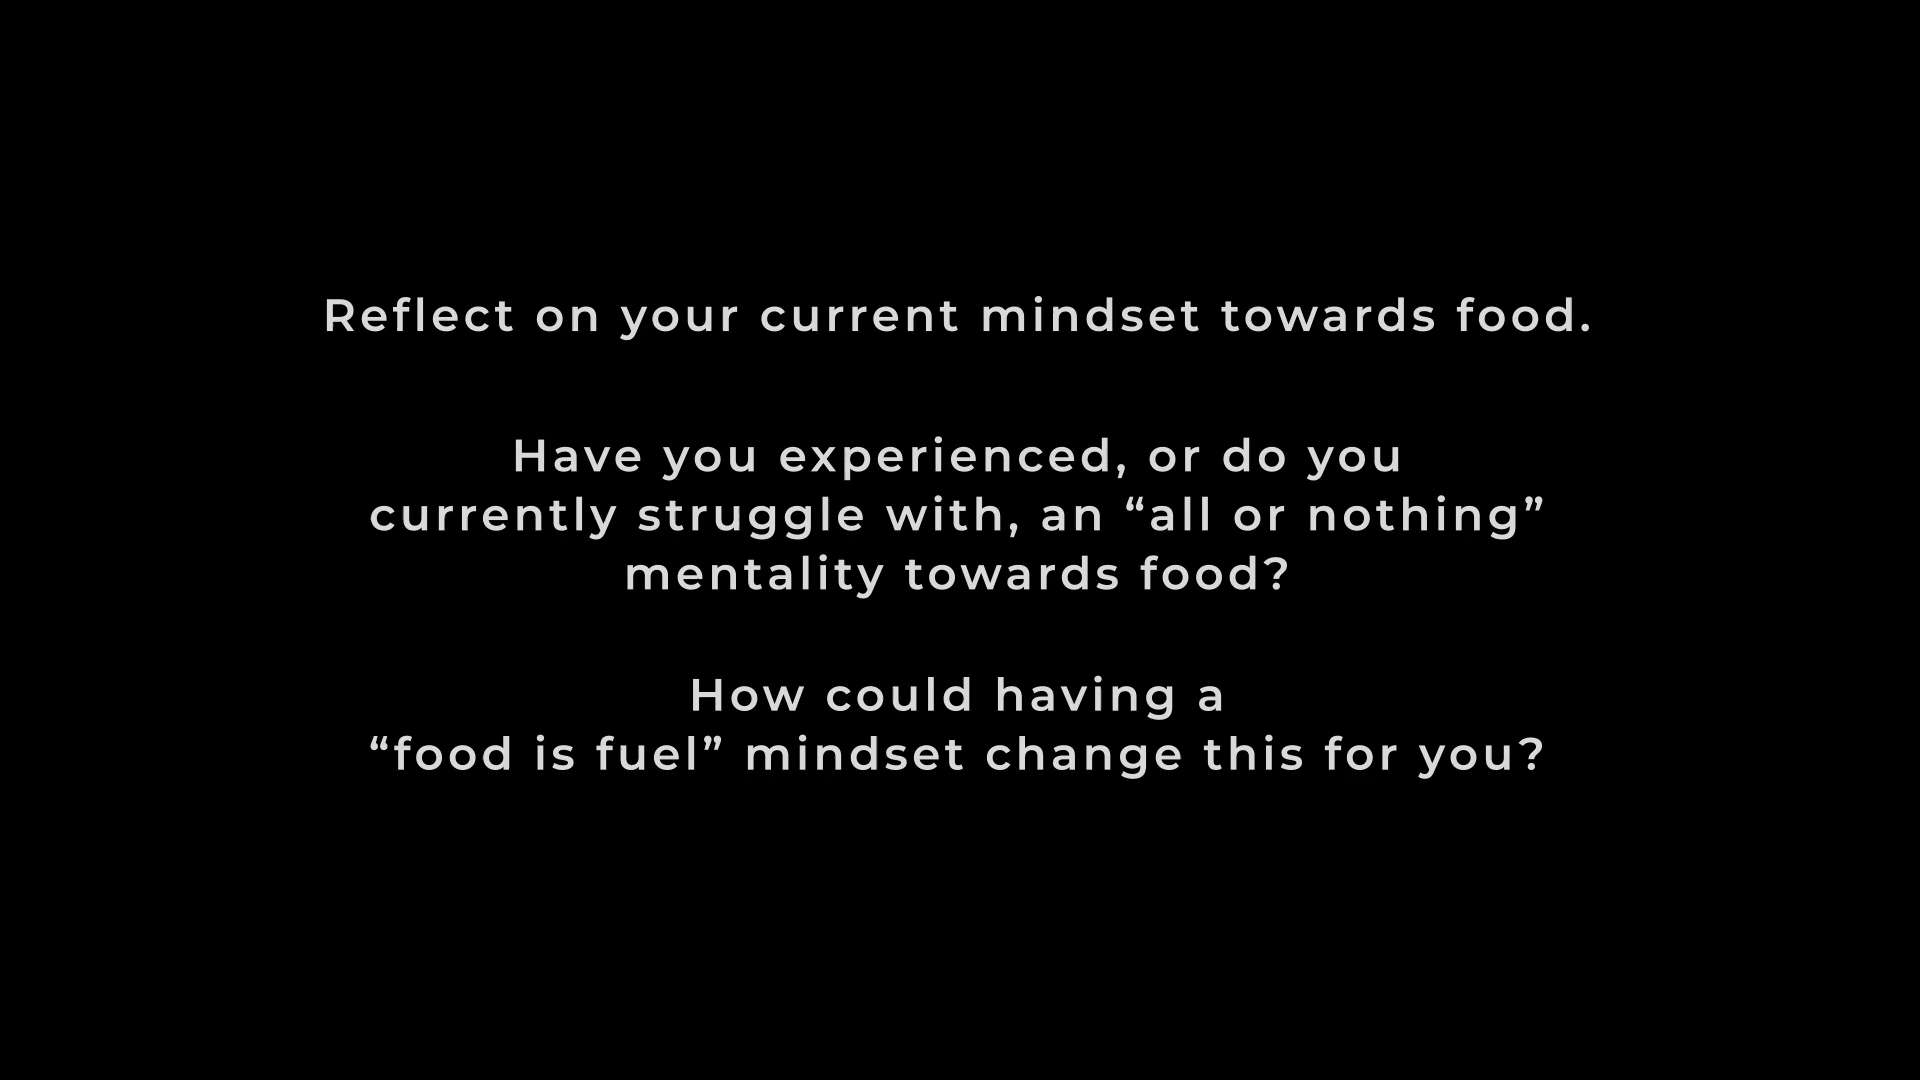 Reflect on your current mindset towards food.
Have you experienced, or do you
currently struggle with, an “all or nothing”
mentality towards food?
How could having a
“food is fuel” mindset change this for you?